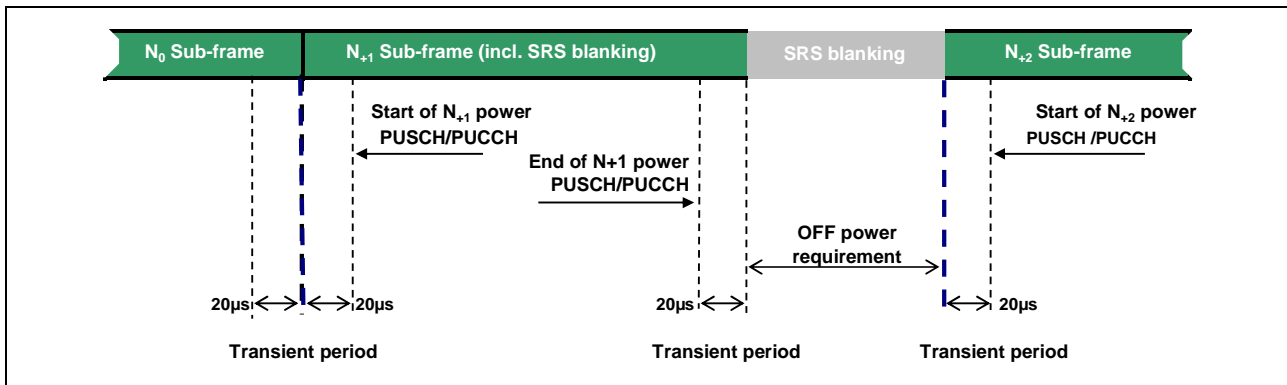 N0 Sub-frame
N+1 Sub-frame (incl. SRS blanking)
SRS blanking
N+2 Sub-frame
Start of N+1 power
PUSCH/PUCCH
End of N+1 power
PUSCH/PUCCH
Start of N+2 power
PUSCH /PUCCH
OFF power
requirement
20µs
20µs
20µs
20µs
Transient period
Transient period
Transient period